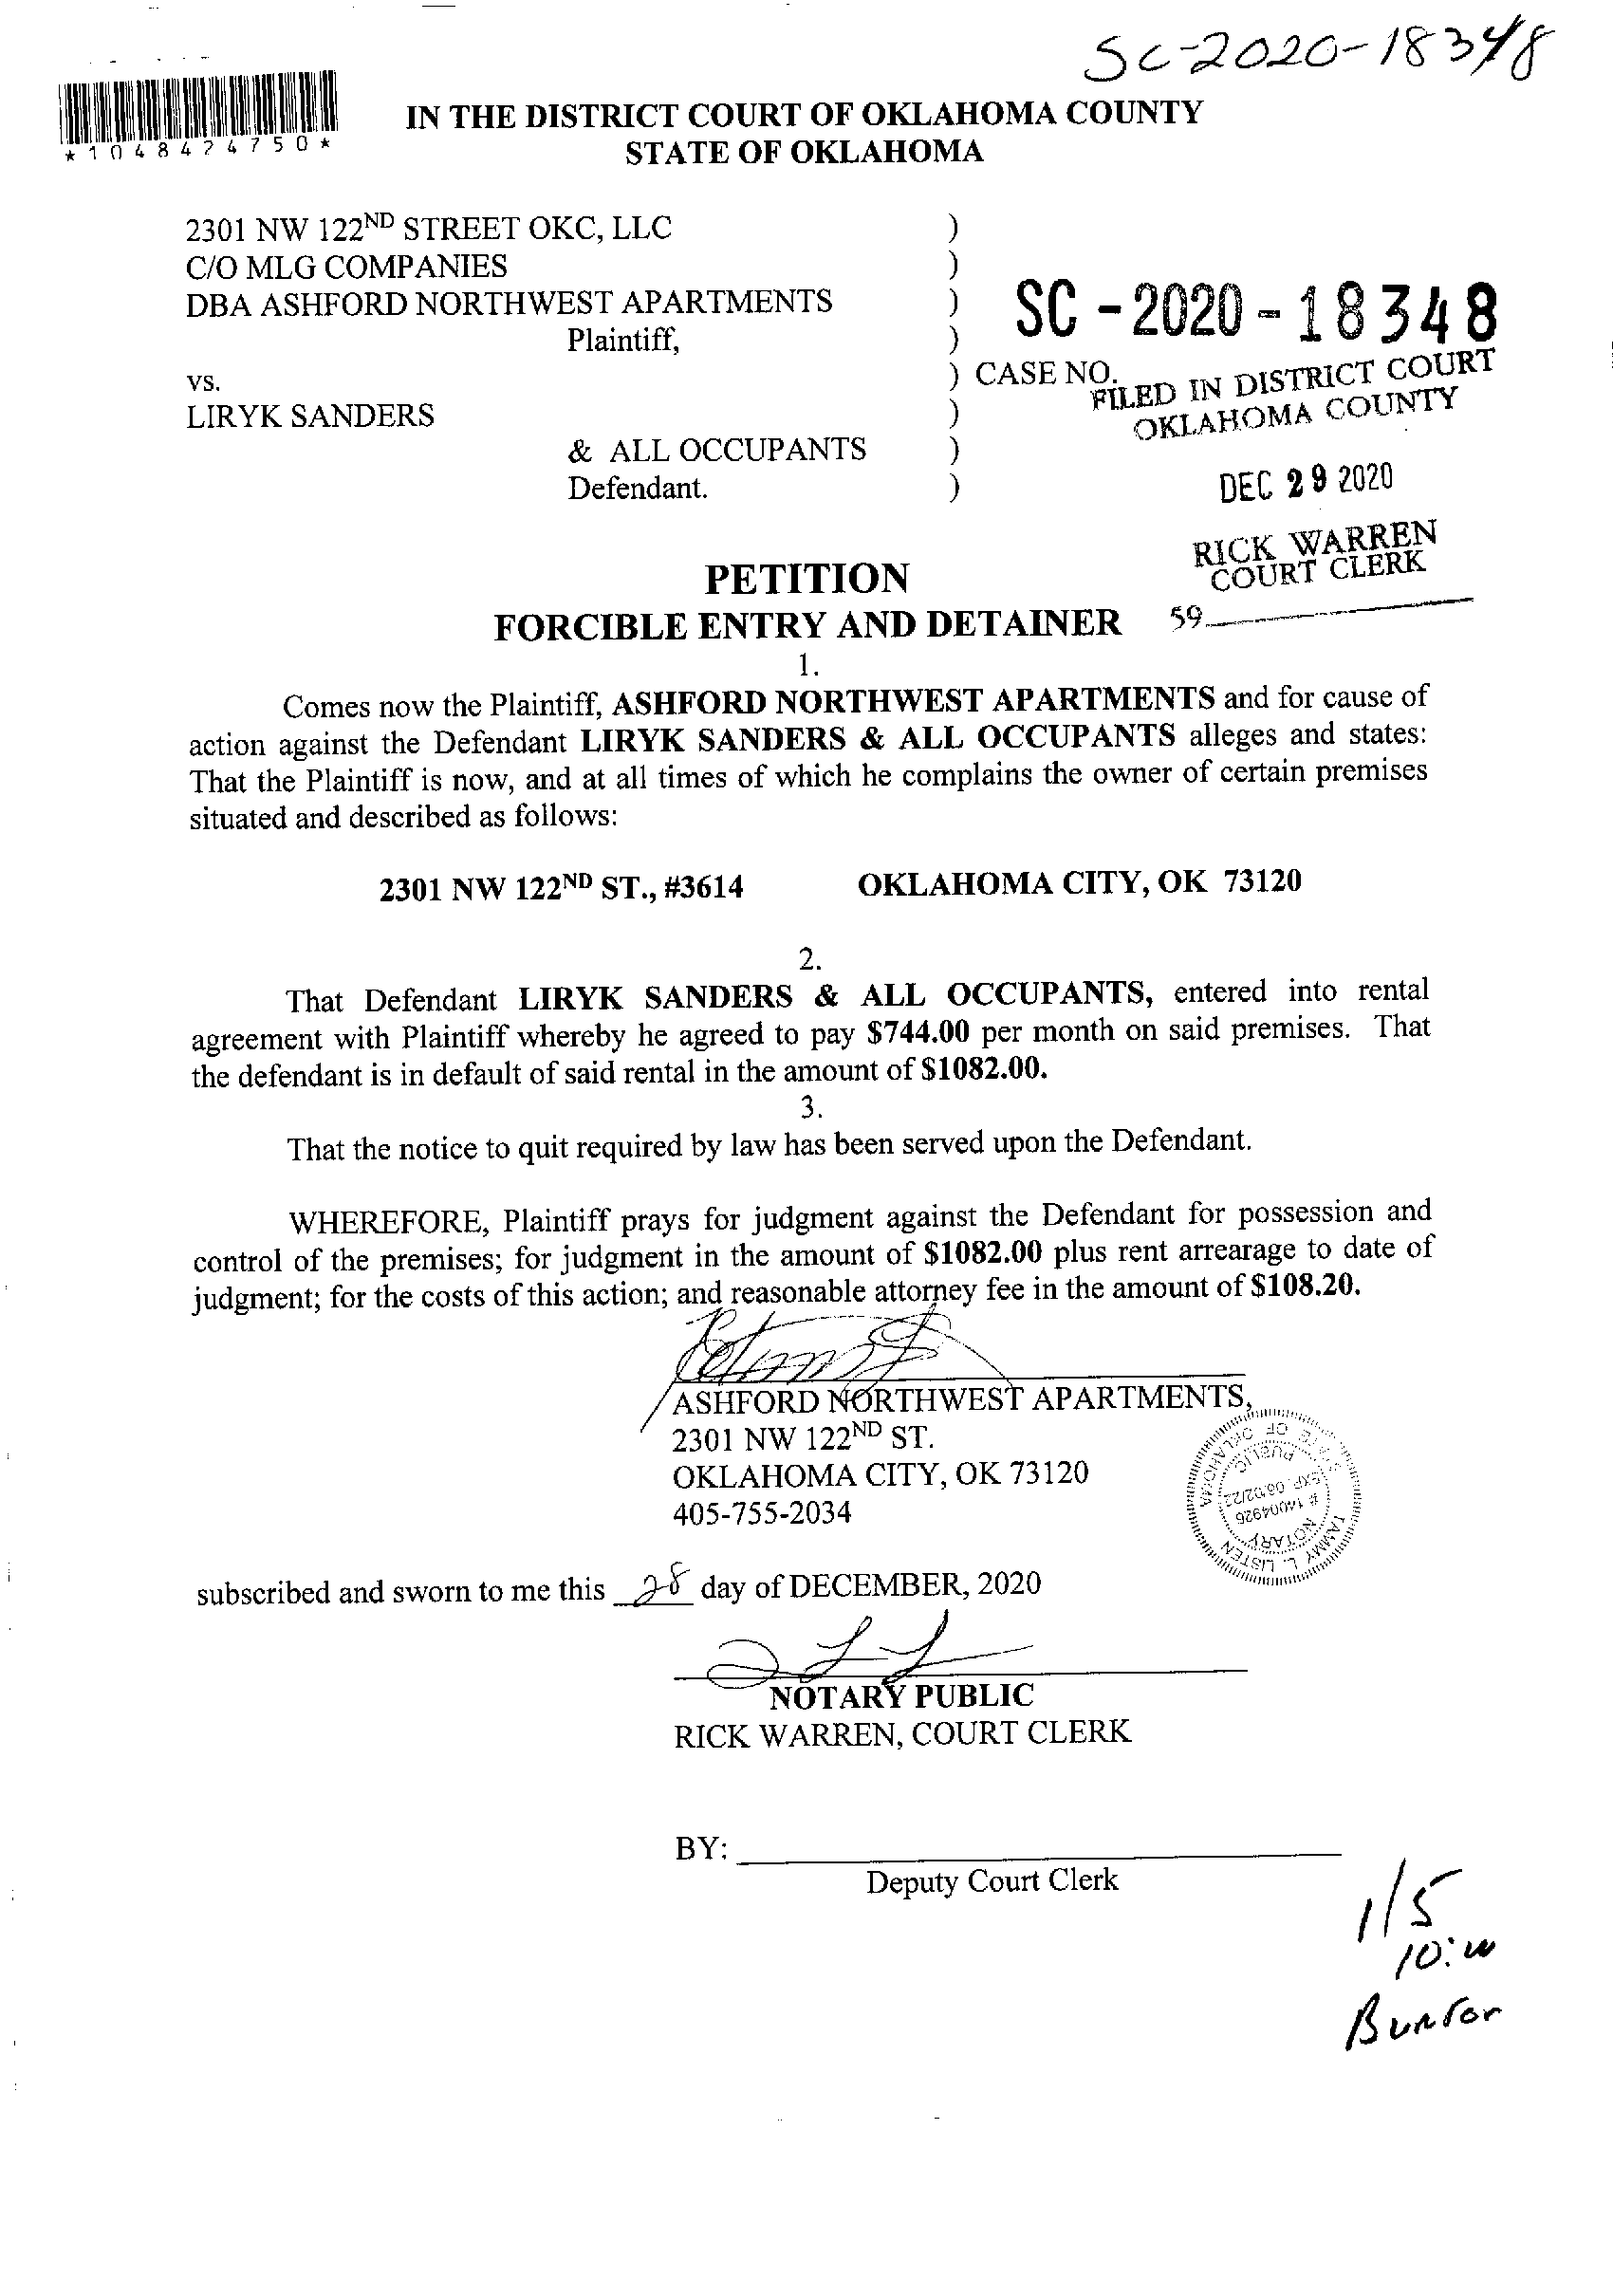 SC-2020-18348
*1048424750*
IN THE DISTRICT COURT OF OKLAHOMA COUNTY
STATE OF OKLAHOMA
2301 NW 122ND STREET OKC, LLC )
C/O MLG COMPANIES )
DBA ASHFORD NORTHWEST APARTMENTS )
Plaintiff, )
SC-2020-18348
vs. ) CASE NO.
FILED IN DISTRICT COURT
OKLAHOMA COUNTY
LIRYK SANDERS )
& ALL OCCUPANTS )
Defendant. )
DEC 29 2020
RICK WARREN
COURT CLERK
59
PETITION
FORCIBLE ENTRY AND DETAINER
1.
Comes now the Plaintiff, ASHFORD NORTHWEST APARTMENTS and for cause of
action against the Defendant LIRYK SANDERS & ALL OCCUPANTS alleges and states:
That the Plaintiff is now, and at all times of which he complains the owner of certain premises
situated and described as follows:
2301 NW 122ND ST., #3614 OKLAHOMA CITY, OK 73120
2.
That Defendant LIRYK SANDERS & ALL OCCUPANTS, entered into rental
agreement with Plaintiff whereby he agreed to pay $744.00 per month on said premises. That
the defendant is in default of said rental in the amount of $1082.00.
3.
That the notice to quit required by law has been served upon the Defendant.
WHEREFORE, Plaintiff prays for judgment against the Defendant for possession and
control of the premises; for judgment in the amount of $1082.00 plus rent arrearage to date of
judgment; for the costs of this action; and reasonable attorney fee in the amount of $108.20.
ASHFORD NORTHWEST APARTMENTS,
2301 NW 122ND ST.
OKLAHOMA CITY, OK 73120
405-755-2034
TAMMY L. LISTEN
NOTARY
# 14004926
EXP. 06/02/22
PUBLIC
STATE OF OKLAHOMA
subscribed and sworn to me this 28 day of DECEMBER, 2020
NOTARY PUBLIC
RICK WARREN, COURT CLERK
BY:
Deputy Court Clerk
1/5